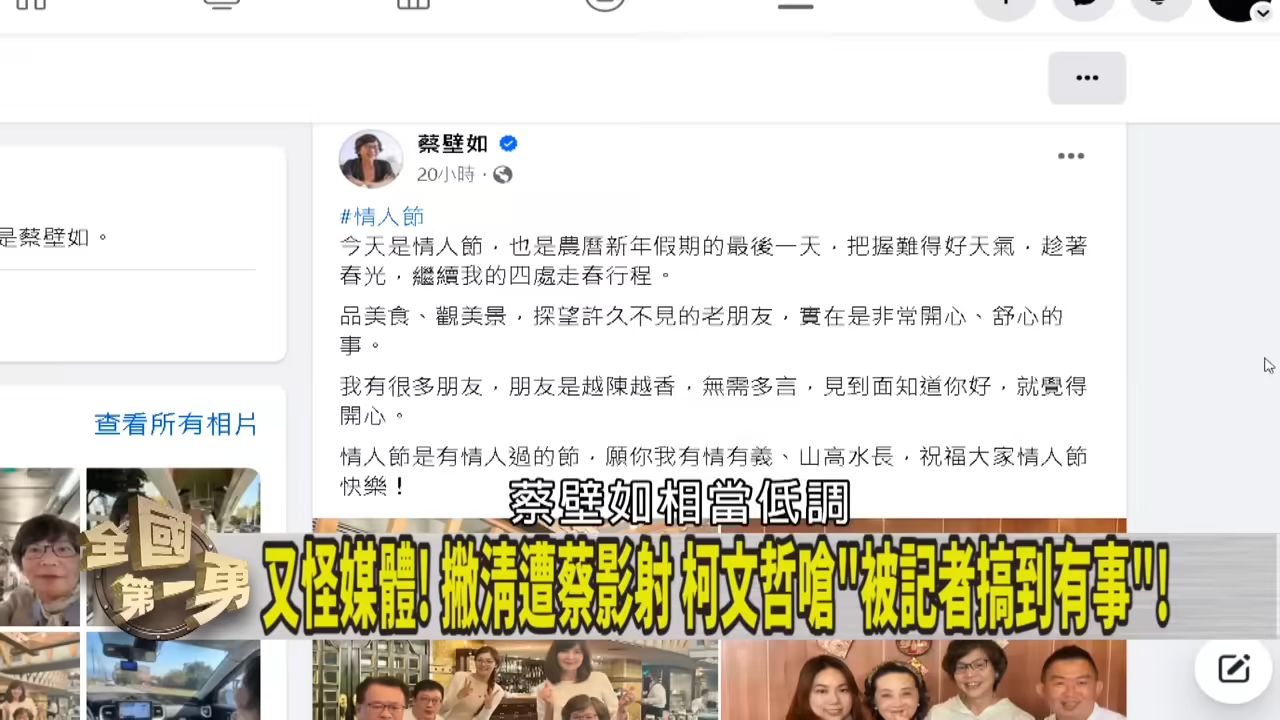 蔡壁如
20小時 ·
#情人節
今天是情人節，也是農曆新年假期的最後一天，把握難得好天氣，趁著
春光，繼續我的四處走春行程。
品美食、觀美景，探望許久不見的老朋友，實在是非常開心、舒心的
事。
我有很多朋友，朋友是越陳越香，無需多言，見到面知道你好，就覺得
開心。
情人節是有情人過的節，願你我有情有義、山高水長，祝福大家情人節
快樂！
是蔡壁如。
查看所有相片
蔡壁如相當低調
全國
第一勇
又怪媒體! 撇清遭蔡影射 柯文哲嗆"被記者搞到有事"!